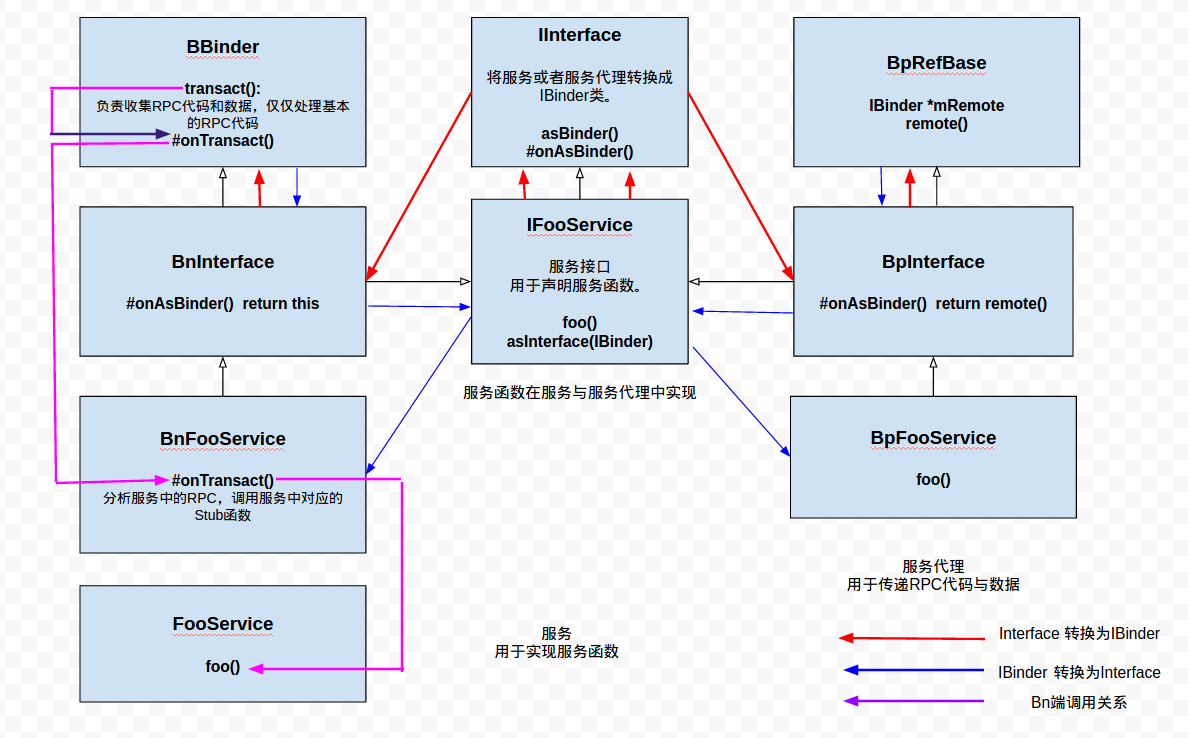 BBinder
transact():
负责收集RPC代码和数据，仅仅处理基本
的RPC代码
#onTransact()
IInterface
将服务或者服务代理转换成
IBinder类。
asBinder()
#onAsBinder()
BpRefBase
IBinder *mRemote
remote()
BnInterface
#onAsBinder() return this
IFooService
服务接口
用于声明服务函数。
foo()
asInterface(IBinder)
BpInterface
#onAsBinder() return remote()
服务函数在服务与服务代理中实现
BnFooService
#onTransact()
分析服务中的RPC，调用服务中对应的
Stub函数
BpFooService
foo()
FooService
foo()
服务
用于实现服务函数
服务代理
用于传递RPC代码与数据
Interface 转换为IBinder
IBinder 转换为Interface
Bn端调用关系